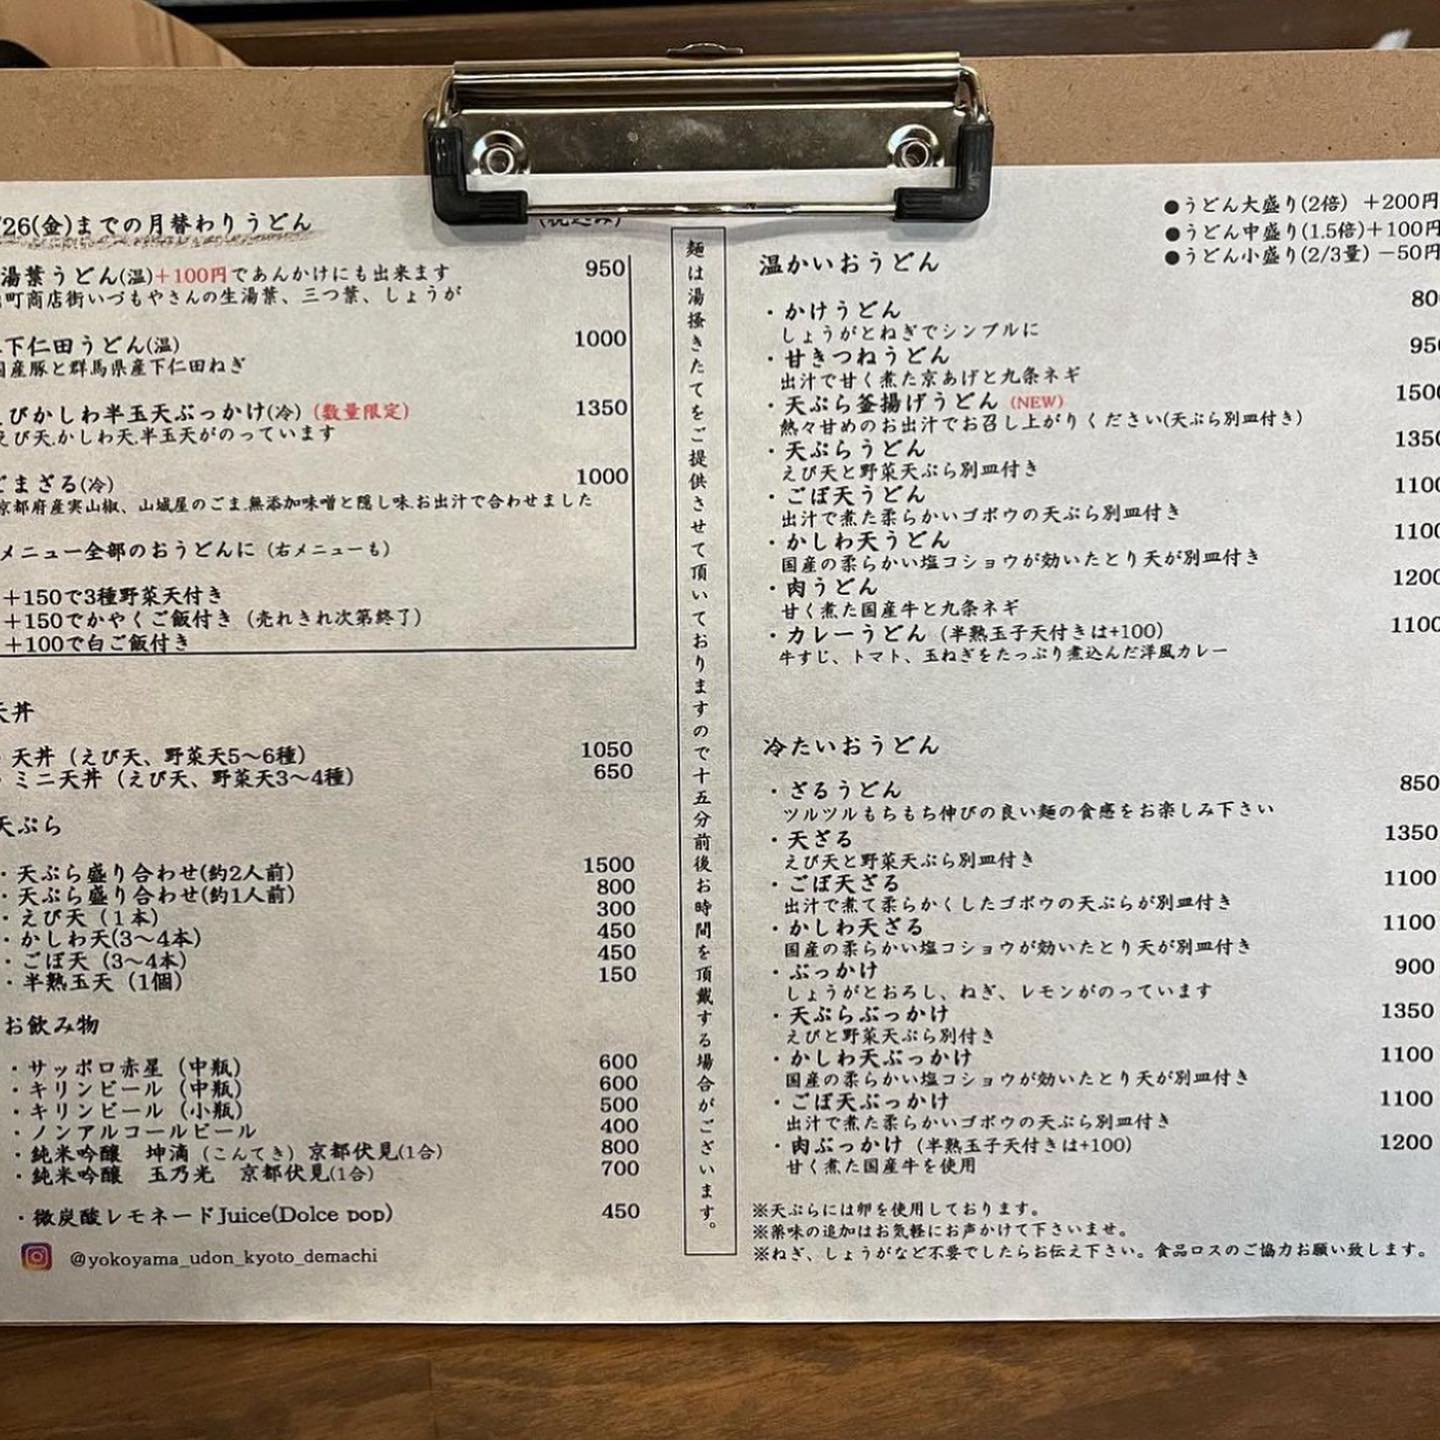 /26(金)までの月替わりうどん
湯葉うどん(温)+100円であんかけにも出来ます 950
町商店街いづもやさんの生湯葉、三つ葉、しょうが
下仁田うどん(温) 1000
国産豚と群馬県産下仁田ねぎ
えびかしわ半玉天ぶっかけ(冷)(数量限定) 1350
えび天.かしわ天.半玉天がのっています
ごまざる(冷) 1000
京都府産実山椒、山城屋のごま.無添加味噌と隠し味.お出汁で合わせました
メニュー全部のおうどんに(右メニューも)
+150で3種野菜天付き
+150でかやくご飯付き(売れきれ次第終了)
+100で白ご飯付き
天丼
・天丼(えび天、野菜天5〜6種) 1050
・ミニ天丼(えび天、野菜天3〜4種) 650
天ぷら
・天ぷら盛り合わせ(約2人前) 1500
・天ぷら盛り合わせ(約1人前) 800
・えび天(1本) 300
・かしわ天(3〜4本) 450
・ごぼ天(3〜4本) 450
・半熟玉天(1個) 150
お飲み物
・サッポロ赤星(中瓶) 600
・キリンビール(中瓶) 600
・キリンビール(小瓶) 500
・ノンアルコールビール 400
・純米吟醸 坤滴(こんてき)京都伏見(1合) 800
・純米吟醸 玉乃光 京都伏見(1合) 700
・微炭酸レモネードJuice(Dolce pop) 450
@yokoyama_udon_kyoto_demachi
麺は湯掻きたてをご提供させて頂いておりますので十五分前後お時間を頂戴する場合がございます。
●うどん大盛り(2倍) +200円
●うどん中盛り(1.5倍)+100円
●うどん小盛り(2/3量) −50円
温かいおうどん
・かけうどん 80
しょうがとねぎでシンプルに
・甘きつねうどん 950
出汁で甘く煮た京あげと九条ネギ
・天ぷら釜揚げうどん (NEW) 1500
熱々甘めのお出汁でお召し上がりください(天ぷら別皿付き)
・天ぷらうどん 1350
えび天と野菜天ぷら別皿付き
・ごぼ天うどん 1100
出汁で煮た柔らかいゴボウの天ぷら別皿付き
・かしわ天うどん 1100
国産の柔らかい塩コショウが効いたとり天が別皿付き
・肉うどん 1200
甘く煮た国産牛と九条ネギ
・カレーうどん(半熟玉子天付きは+100) 1100
牛すじ、トマト、玉ねぎをたっぷり煮込んだ洋風カレー
冷たいおうどん
・ざるうどん 850
ツルツルもちもち伸びの良い麺の食感をお楽しみ下さい
・天ざる 1350
えび天と野菜天ぷら別皿付き
・ごぼ天ざる 1100
出汁で煮て柔らかくしたゴボウの天ぷらが別皿付き
・かしわ天ざる 1100
国産の柔らかい塩コショウが効いたとり天が別皿付き
・ぶっかけ 900
しょうがとおろし、ねぎ、レモンがのっています
・天ぷらぶっかけ 1350
えびと野菜天ぷら別付き
・かしわ天ぶっかけ 1100
国産の柔らかい塩コショウが効いたとり天が別皿付き
・ごぼ天ぶっかけ 1100
出汁で煮た柔らかいゴボウの天ぷら別皿付き
・肉ぶっかけ(半熟玉子天付きは+100) 1200
甘く煮た国産牛を使用
※天ぷらには卵を使用しております。
※薬味の追加はお気軽にお声かけて下さいませ。
※ねぎ、しょうがなど不要でしたらお伝え下さい。食品ロスのご協力お願い致します。